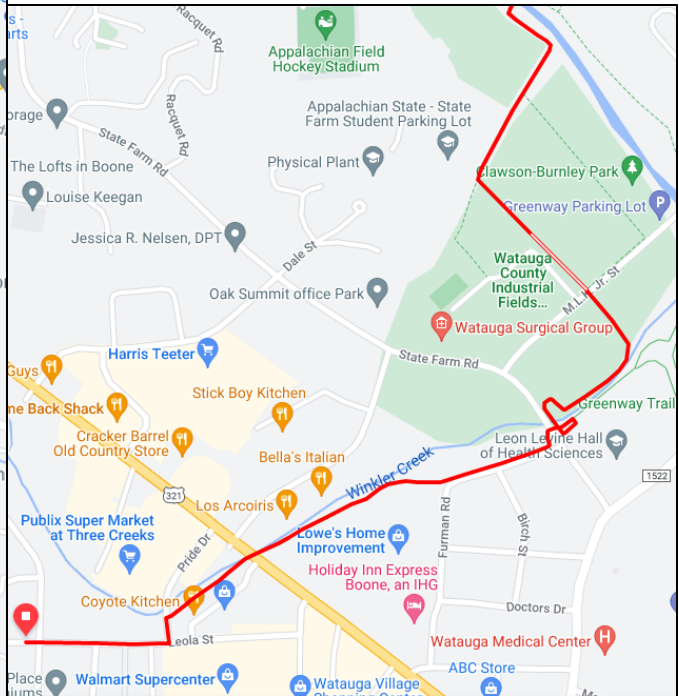 Racquet Rd
Appalachian Field
Hockey Stadium
s -
arts
Racquet Rd
Appalachian State - State
Farm Student Parking Lot
orage
State Farm Rd
The Lofts in Boone
Physical Plant
Clawson-Burnley Park
Louise Keegan
Greenway Parking Lot
P
Jessica R. Nelsen, DPT
Dale St
Watauga
County
Industrial
Fields...
Oak Summit office Park
M.L.K. Jr. St
Watauga Surgical Group
Harris Teeter
State Farm Rd
Guys
Stick Boy Kitchen
me Back Shack
Greenway Trail
Cracker Barrel
Old Country Store
Leon Levine Hall
of Health Sciences
Bella's Italian
Winkler Creek
1522
321
Los Arcoiris
Furman Rd
Birch St
Publix Super Market
at Three Creeks
Pride Dr
Lowe's Home
Improvement
Holiday Inn Express
Boone, an IHG
Coyote Kitchen
Doctors Dr
Leola St
Watauga Medical Center
H
Place
iums
Walmart Supercenter
Watauga Village
ABC Store